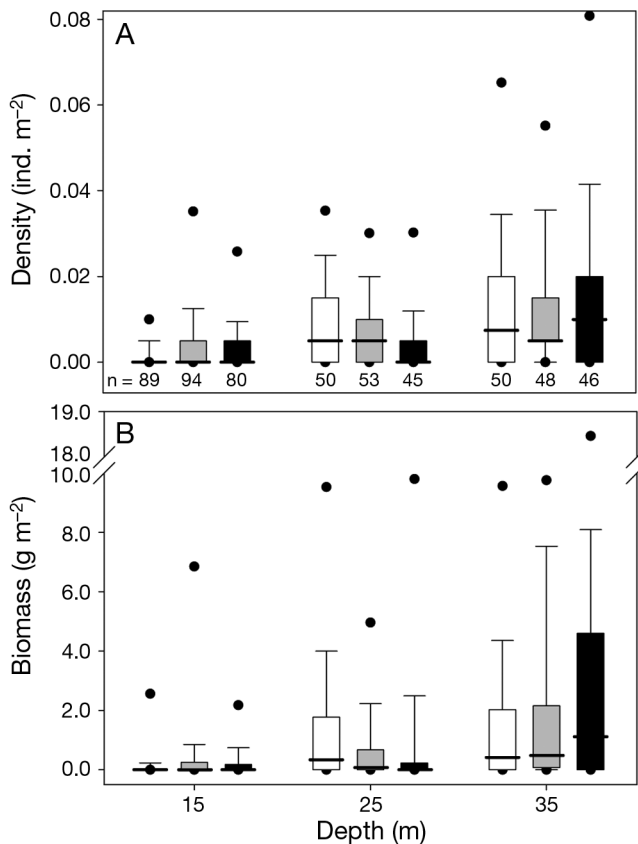 A
Density (ind. m⁻²)
0.08
0.06
0.04
0.02
0.00
n = 89 94 80 50 53 45 50 48 46
B
Biomass (g m⁻²)
19.0
18.0
10.0
8.0
6.0
4.0
2.0
0.0
15 25 35
Depth (m)